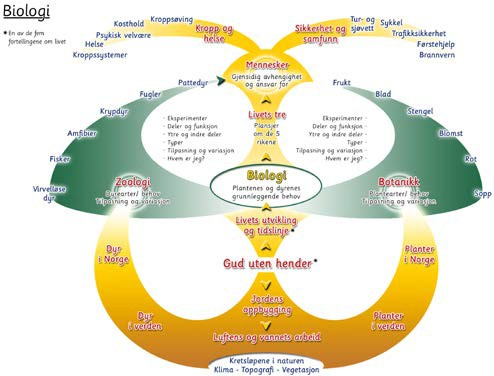 Biologi
* En av de fem
fortellingene om livet
Kosthold
Kroppsøving
Psykisk velvære
Helse
Kroppssystemer
Kropp og
helse
Sikkerhet og
samfunn
Tur- og
sjøvett
Sykkel
Trafikksikkerhet
Førstehjelp
Brannvern
Mennesker
Gjensidig avhengighet
og ansvar for
Pattedyr
Fugler
Krypdyr
Amfibier
Fisker
Virvelløse
dyr
Frukt
Blad
Stengel
Blomst
Rot
Sopp
Livets tre
Plansjer
om de 5
rikene
- Eksperimenter
- Deler og funksjon
- Ytre og indre deler
- Typer
- Tilpasning og variasjon
- Hvem er jeg?
Eksperimenter -
Deler og funksjon -
Ytre og indre deler -
Typer -
Tilpasning og variasjon -
Hvem er jeg? -
Zoologi
Dyrearter/ behov
Tilpasning og variasjon
Biologi
Plantenes og dyrenes
grunnleggende behov
Botanikk
Plantearter/ behov
Tilpasning og variasjon
Livets utvikling
og tidslinje *
Gud uten hender *
Dyr
i Norge
Planter
i Norge
Jordens
oppbygging
Dyr
i verden
Planter
i verden
Luftens og vannets arbeid
Kretsløpene i naturen
Klima - Topografi - Vegetasjon